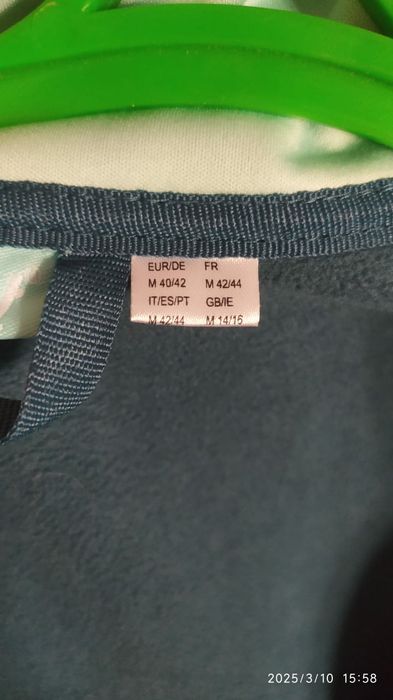 EUR/DE FR
M 40/42 M 42/44
IT/ES/PT GB/IE
M 42/44 M 14/16
2025/3/10 15:58